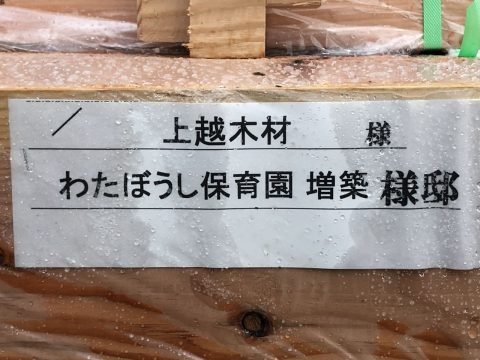 ／ 上越木材 様
わたぼうし保育園 増築 様邸